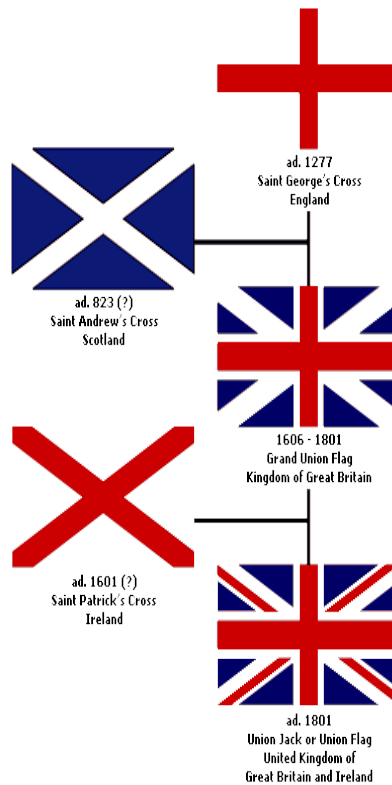 ad. 1277
Saint George's Cross
England
ad. 823 (?)
Saint Andrew's Cross
Scotland
1606 - 1801
Grand Union Flag
Kingdom of Great Britain
ad. 1601 (?)
Saint Patrick's Cross
Ireland
ad. 1801
Union Jack or Union Flag
United Kingdom of
Great Britain and Ireland